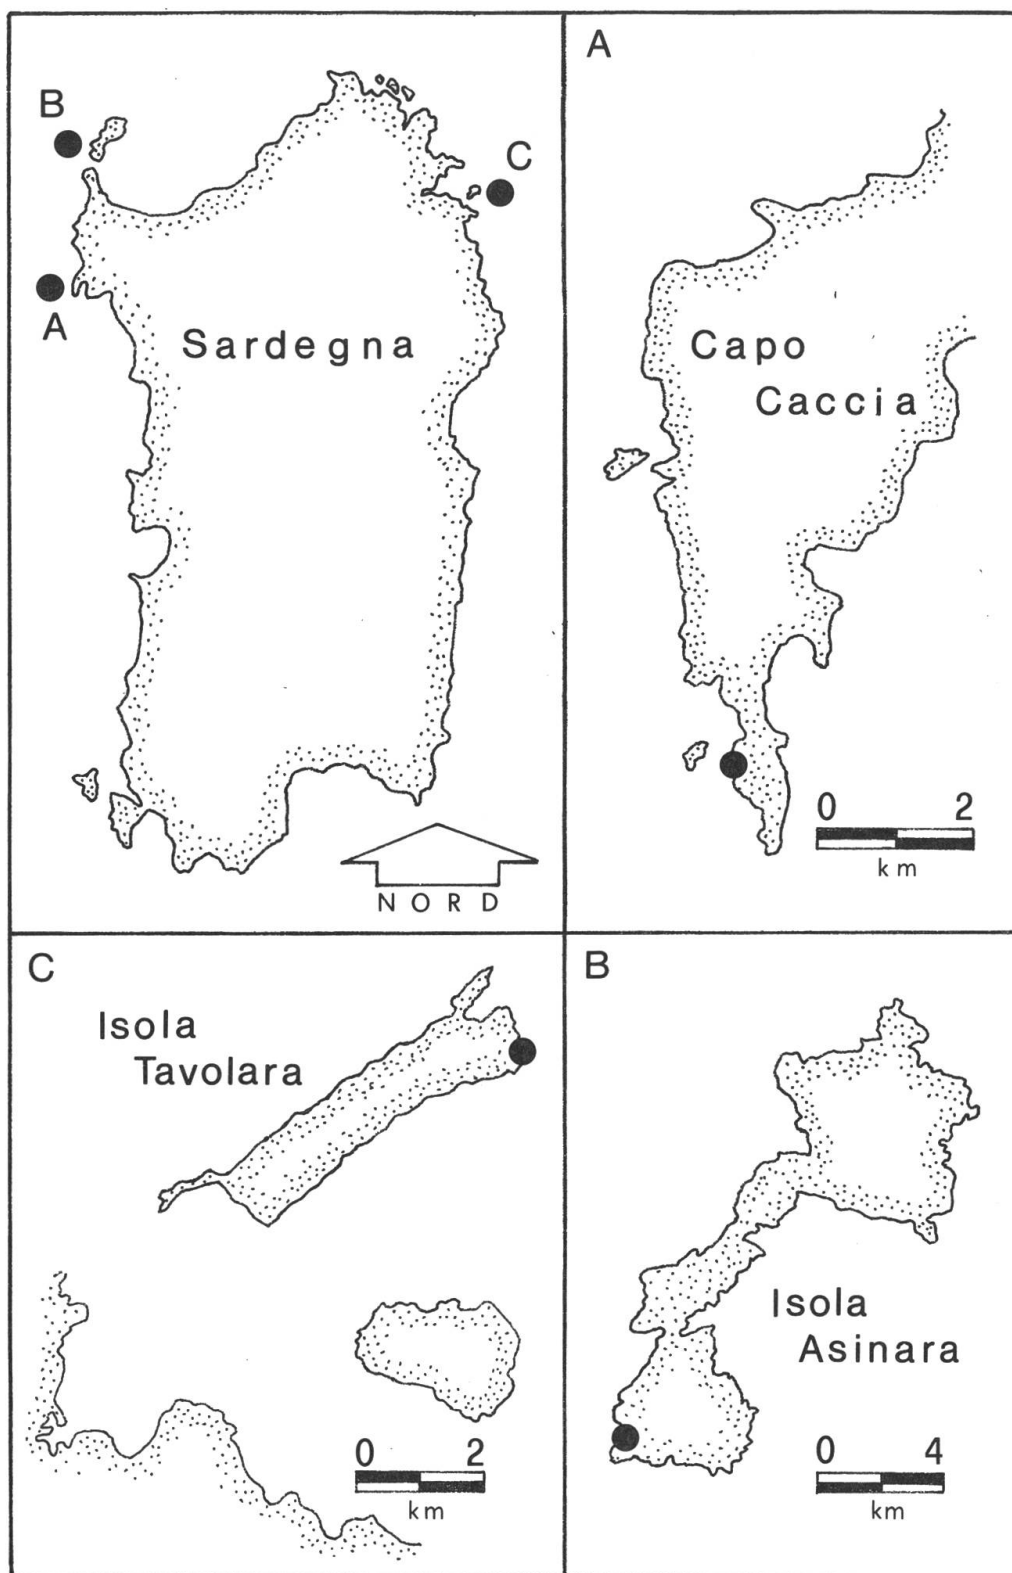 B
C
A
Sardegna
NORD
A
Capo
Caccia
0 2
km
C
Isola
Tavolara
0 2
km
B
Isola
Asinara
0 4
km